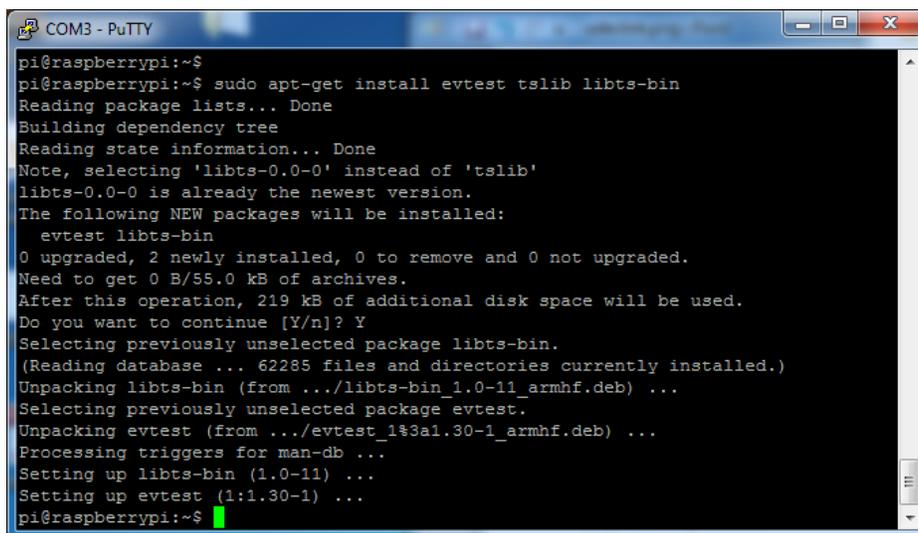 COM3 - PuTTY
pi@raspberrypi:~$
pi@raspberrypi:~$ sudo apt-get install evtest tslib libts-bin
Reading package lists... Done
Building dependency tree
Reading state information... Done
Note, selecting 'libts-0.0-0' instead of 'tslib'
libts-0.0-0 is already the newest version.
The following NEW packages will be installed:
  evtest libts-bin
0 upgraded, 2 newly installed, 0 to remove and 0 not upgraded.
Need to get 0 B/55.0 kB of archives.
After this operation, 219 kB of additional disk space will be used.
Do you want to continue [Y/n]? Y
Selecting previously unselected package libts-bin.
(Reading database ... 62285 files and directories currently installed.)
Unpacking libts-bin (from .../libts-bin_1.0-11_armhf.deb) ...
Selecting previously unselected package evtest.
Unpacking evtest (from .../evtest_1%3a1.30-1_armhf.deb) ...
Processing triggers for man-db ...
Setting up libts-bin (1.0-11) ...
Setting up evtest (1:1.30-1) ...
pi@raspberrypi:~$